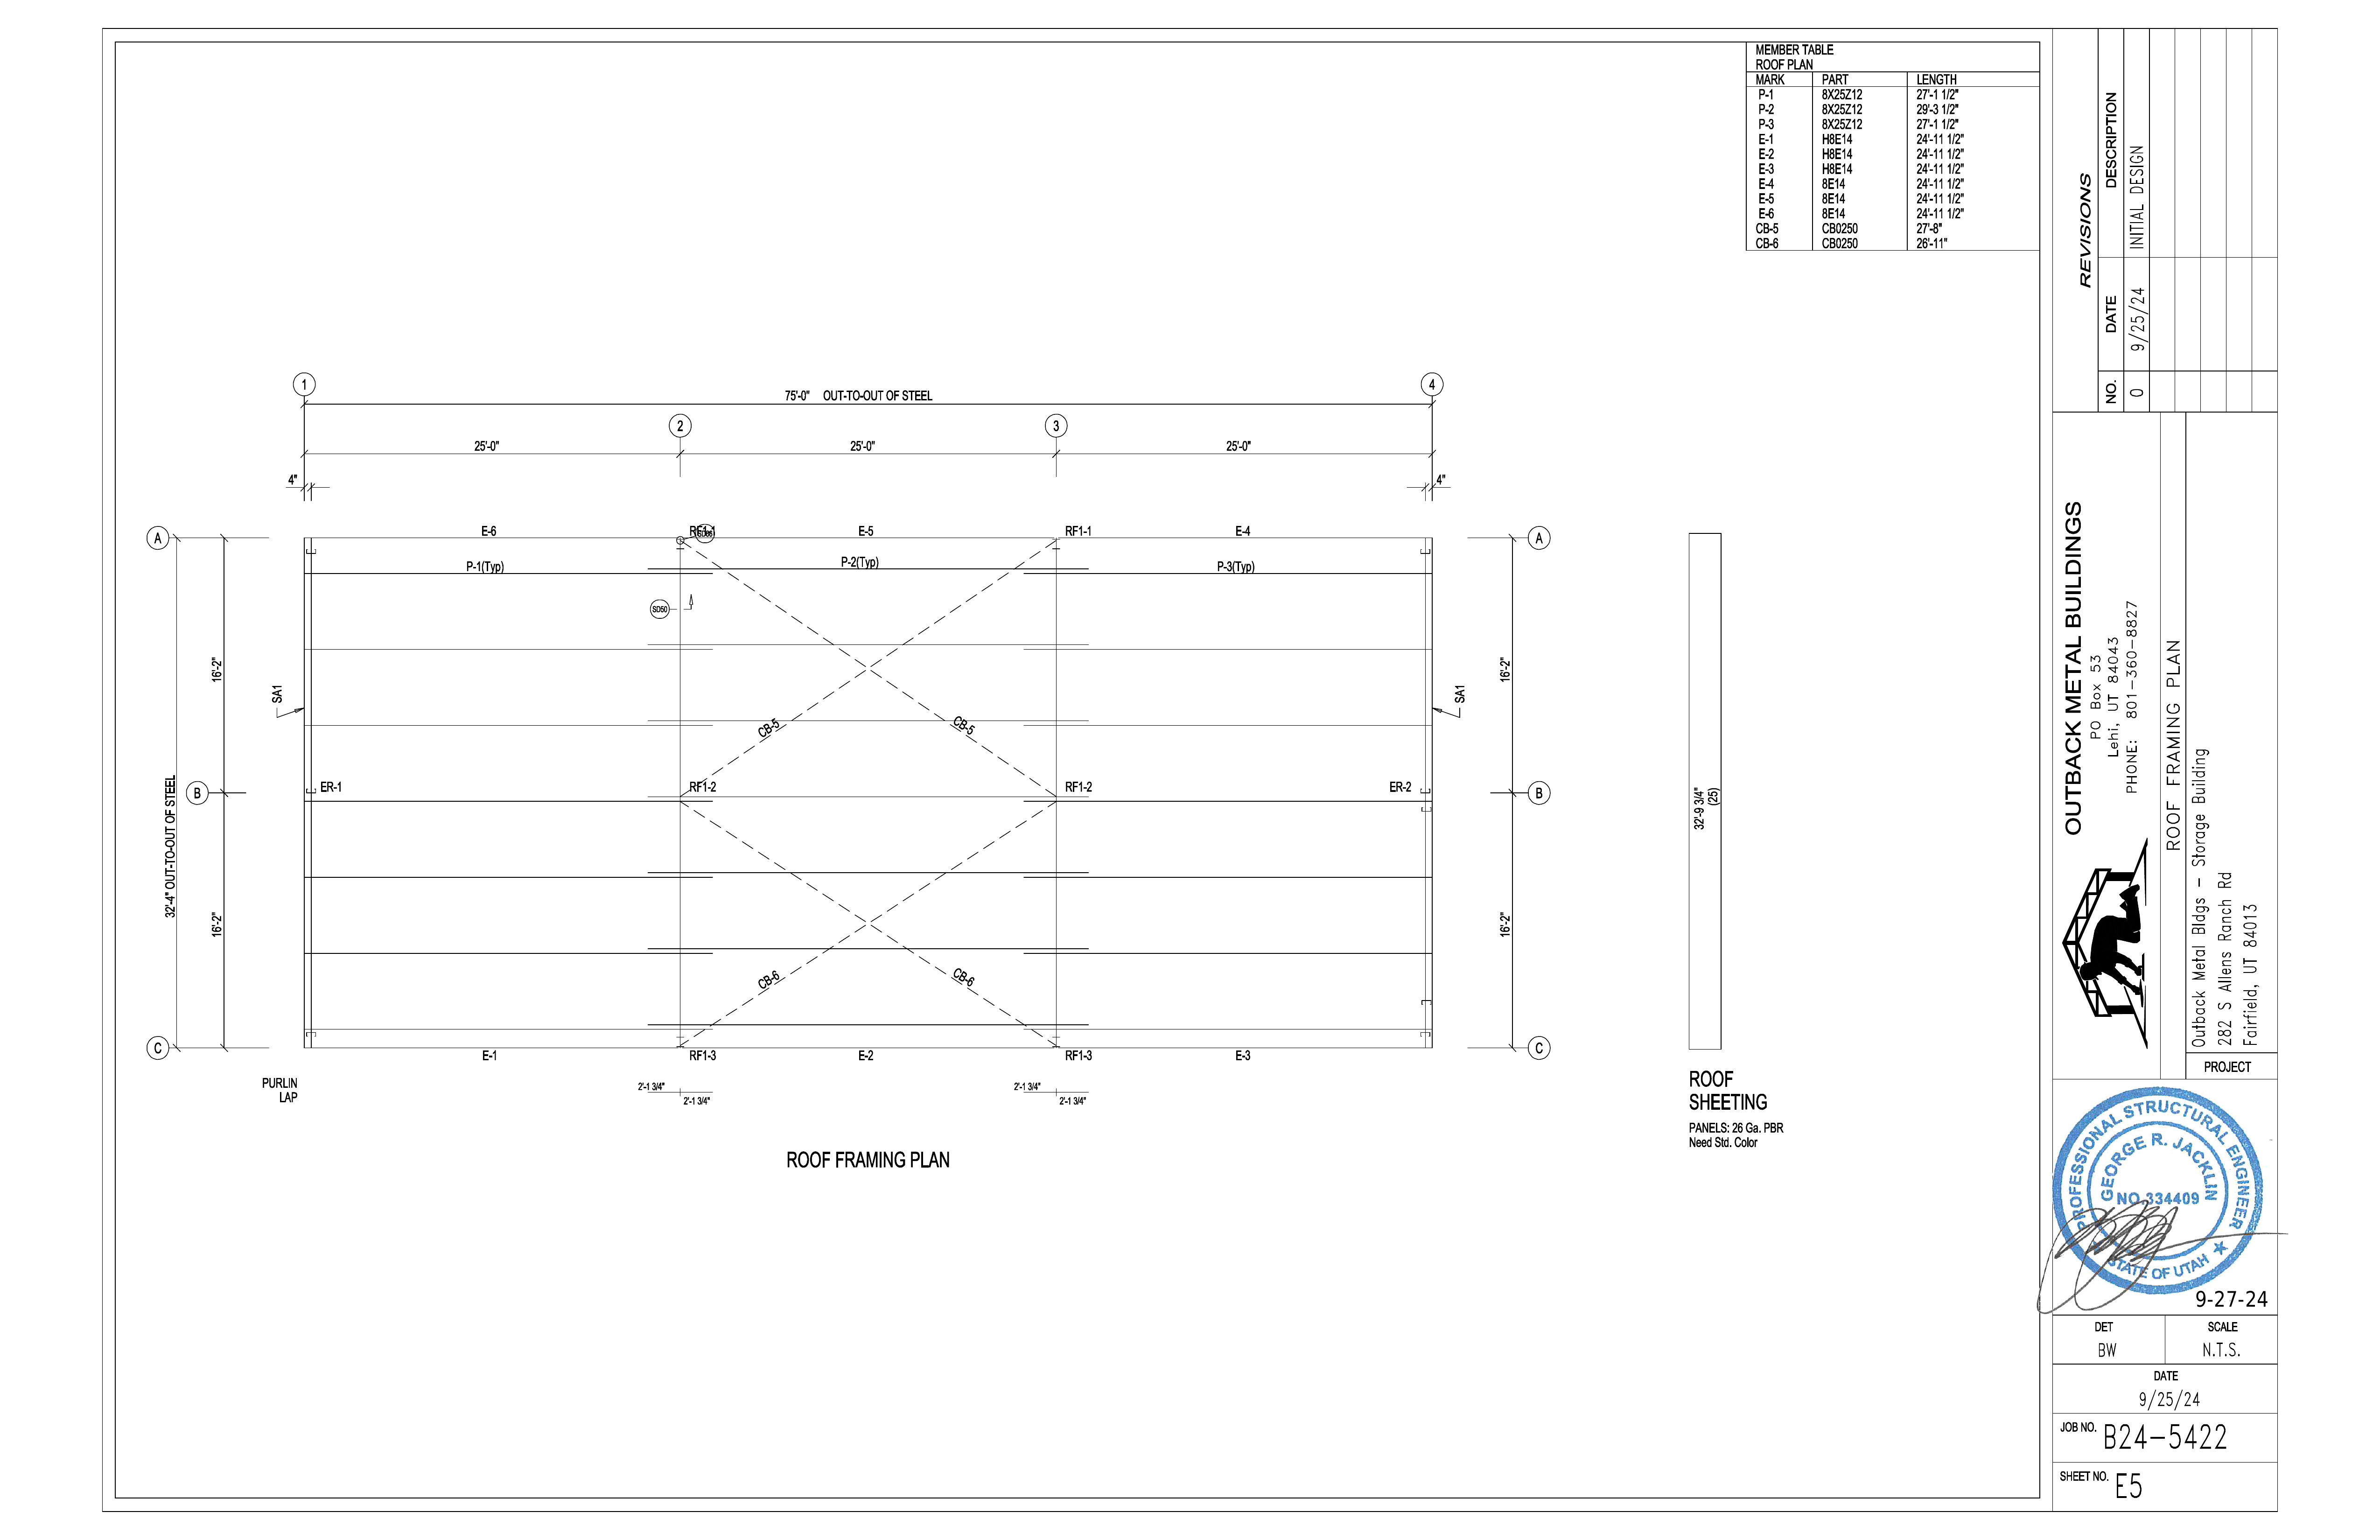 MEMBER TABLE
ROOF PLAN
MARK PART LENGTH
P-1 8X25Z12 27'-1 1/2"
P-2 8X25Z12 29'-3 1/2"
P-3 8X25Z12 27'-1 1/2"
E-1 H8E14 24'-11 1/2"
E-2 H8E14 24'-11 1/2"
E-3 H8E14 24'-11 1/2"
E-4 8E14 24'-11 1/2"
E-5 8E14 24'-11 1/2"
E-6 8E14 24'-11 1/2"
CB-5 CB0250 27'-8"
CB-6 CB0250 26'-11"
1 4
75'-0" OUT-TO-OUT OF STEEL
2 3
25'-0" 25'-0" 25'-0"
4" 4"
A E-6 RF1-1 E-5 RF1-1 E-4 A
P-1(Typ) P-2(Typ) P-3(Typ)
SD50
16'-2" 16'-2"
SA1 SA1
CB-5 CB-5
B ER-1 RF1-2 RF1-2 ER-2 B
32'-4" OUT-TO-OUT OF STEEL
16'-2" 16'-2"
CB-6 CB-6
C C
E-1 RF1-3 E-2 RF1-3 E-3
PURLIN
LAP
2'-1 3/4" 2'-1 3/4"
2'-1 3/4" 2'-1 3/4"
ROOF FRAMING PLAN
32'-9 3/4"
(25)
ROOF
SHEETING
PANELS: 26 Ga. PBR
Need Std. Color
REVISIONS
NO. DATE DESCRIPTION
0 9/25/24 INITIAL DESIGN
OUTBACK METAL BUILDINGS
PO Box 53
Lehi, UT 84043
PHONE: 801-360-8827
ROOF FRAMING PLAN
Outback Metal Bldgs - Storage Building
282 S Allens Ranch Rd
Fairfield, UT 84013
PROJECT
PROFESSIONAL STRUCTURAL ENGINEER
GEORGE R. JACKLIN
NO. 334409
STATE OF UTAH
9-27-24
DET SCALE
BW N.T.S.
DATE
9/25/24
JOB NO. B24-5422
SHEET NO. E5